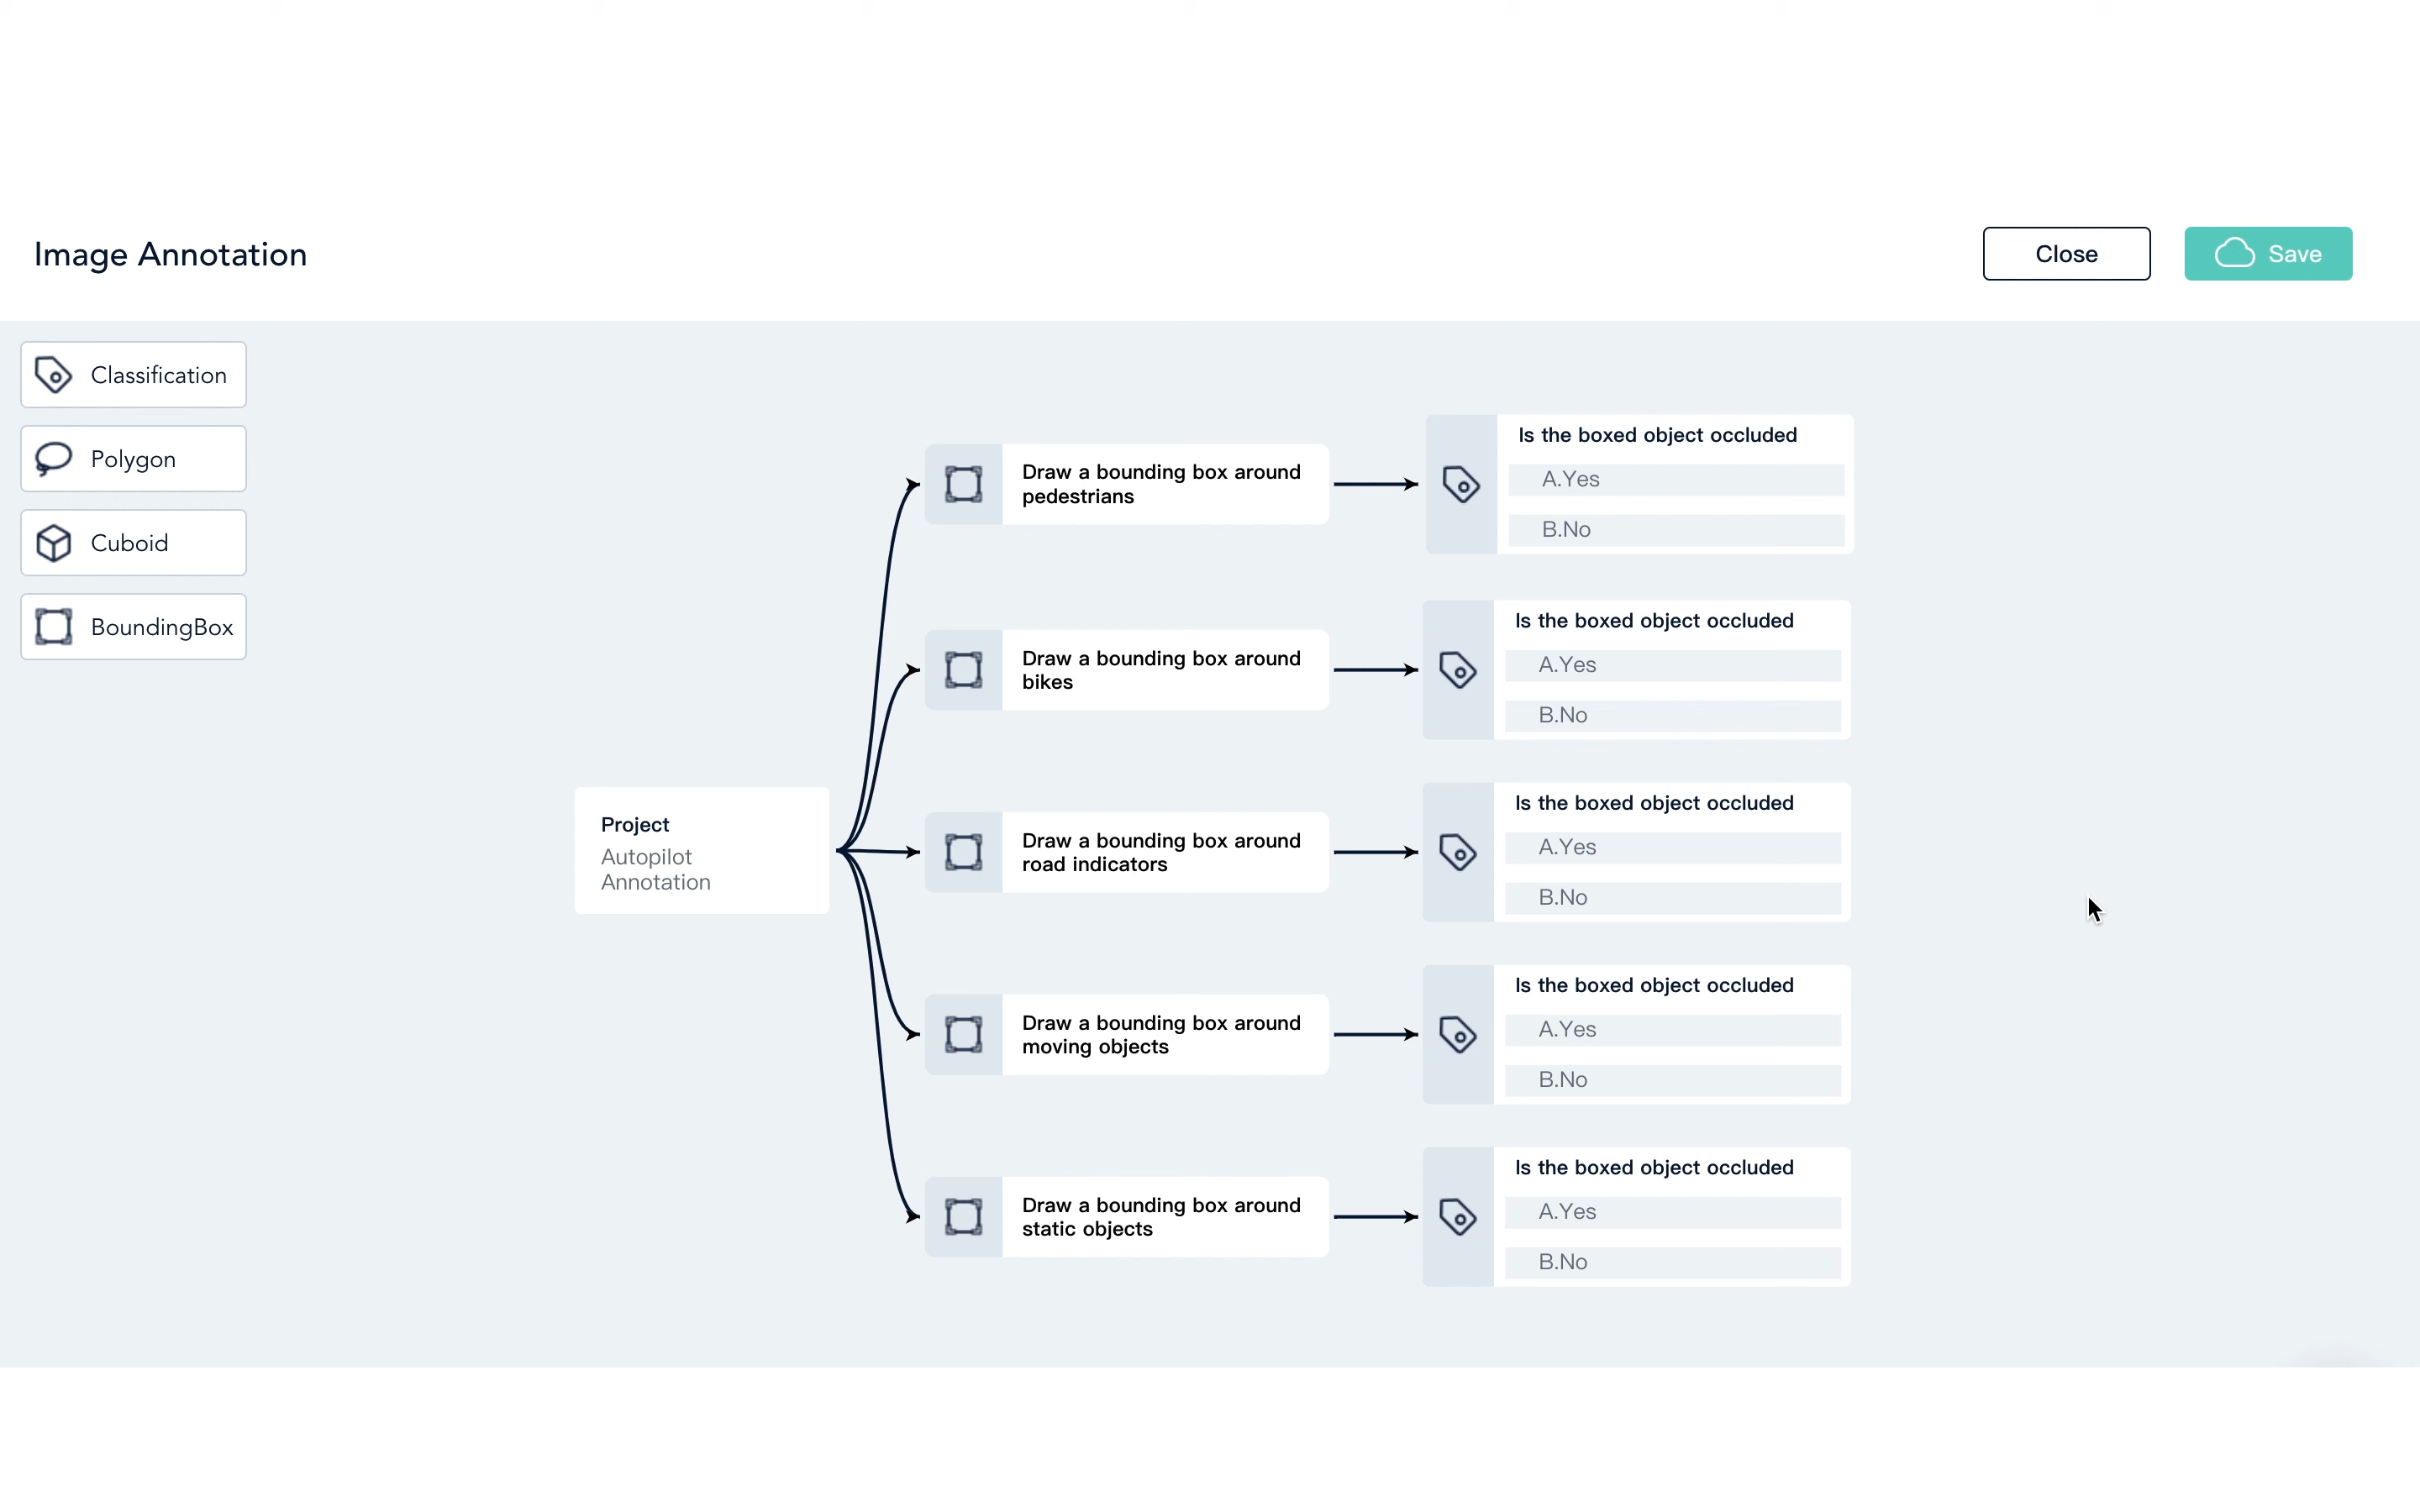 Image Annotation
Close
Save
Classification
Polygon
Cuboid
BoundingBox
Project
Autopilot
Annotation
Draw a bounding box around
pedestrians
Is the boxed object occluded
A.Yes
B.No
Draw a bounding box around
bikes
Is the boxed object occluded
A.Yes
B.No
Draw a bounding box around
road indicators
Is the boxed object occluded
A.Yes
B.No
Draw a bounding box around
moving objects
Is the boxed object occluded
A.Yes
B.No
Draw a bounding box around
static objects
Is the boxed object occluded
A.Yes
B.No